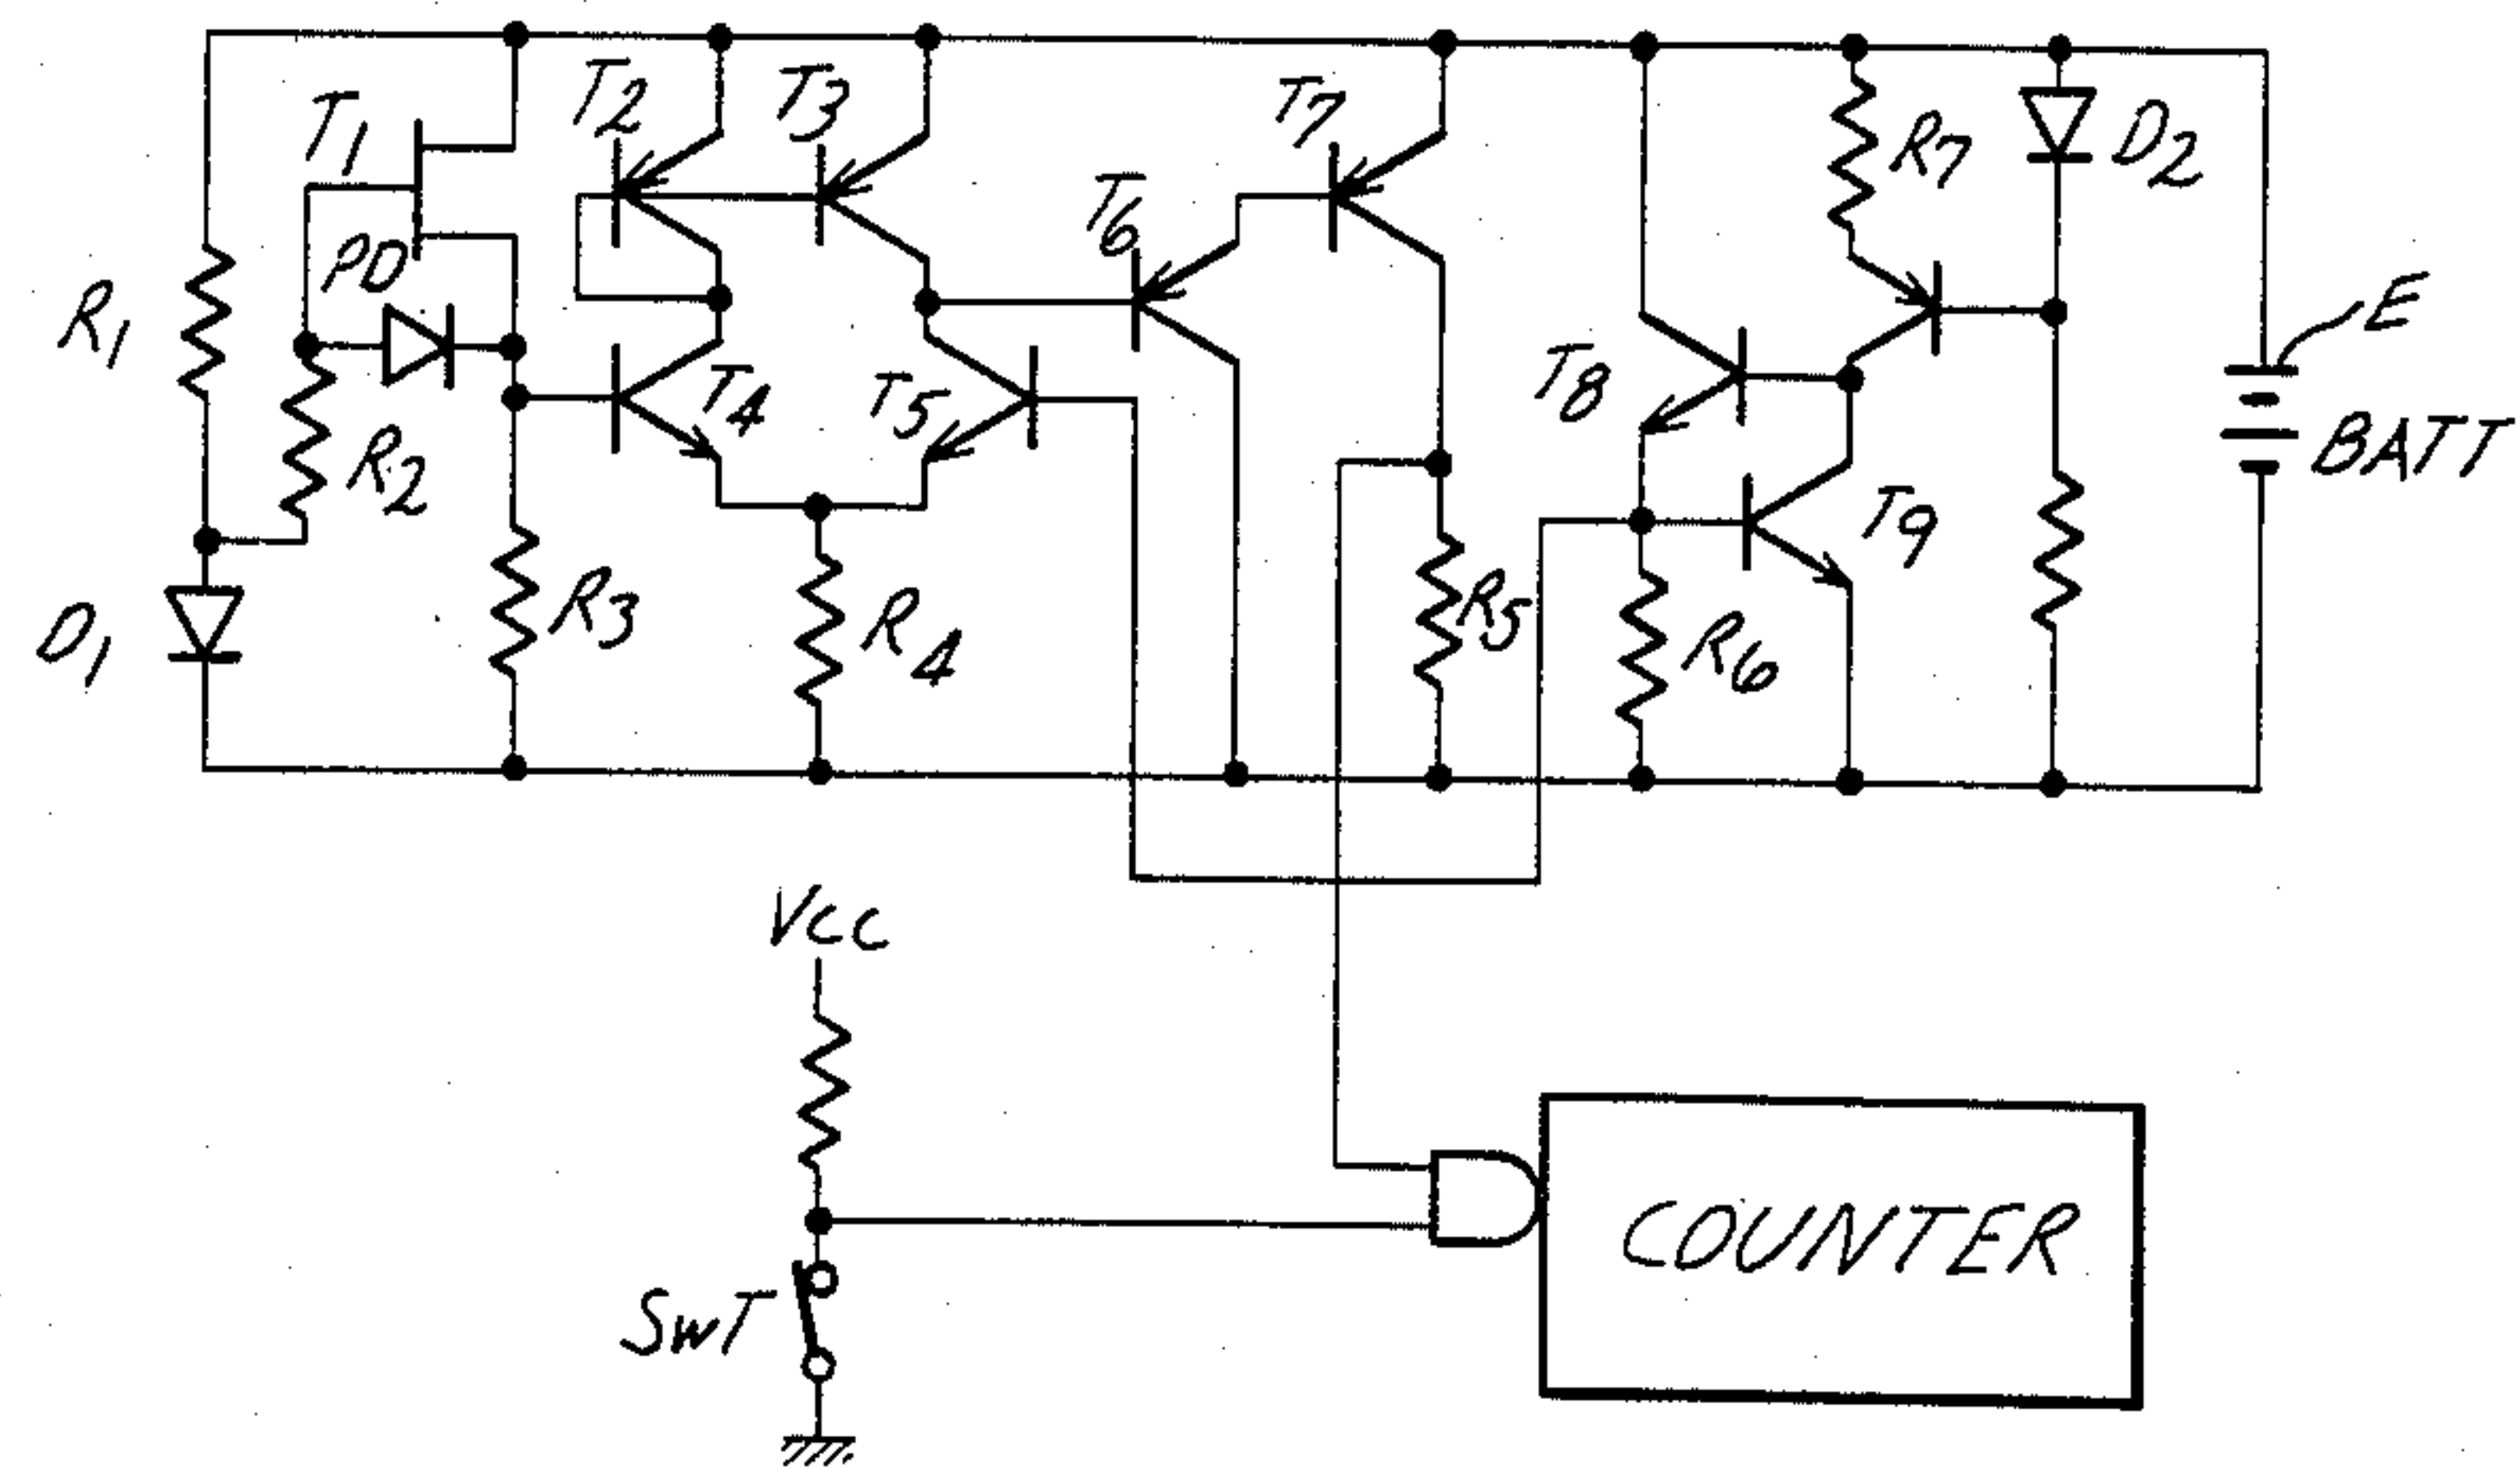 T1
T2
T3
T7
R7
D2
PD
T6
R1
E
T8
T4
T5
BATT
R2
T9
R3
R4
R5
R6
D1
Vcc
COUNTER
SWT